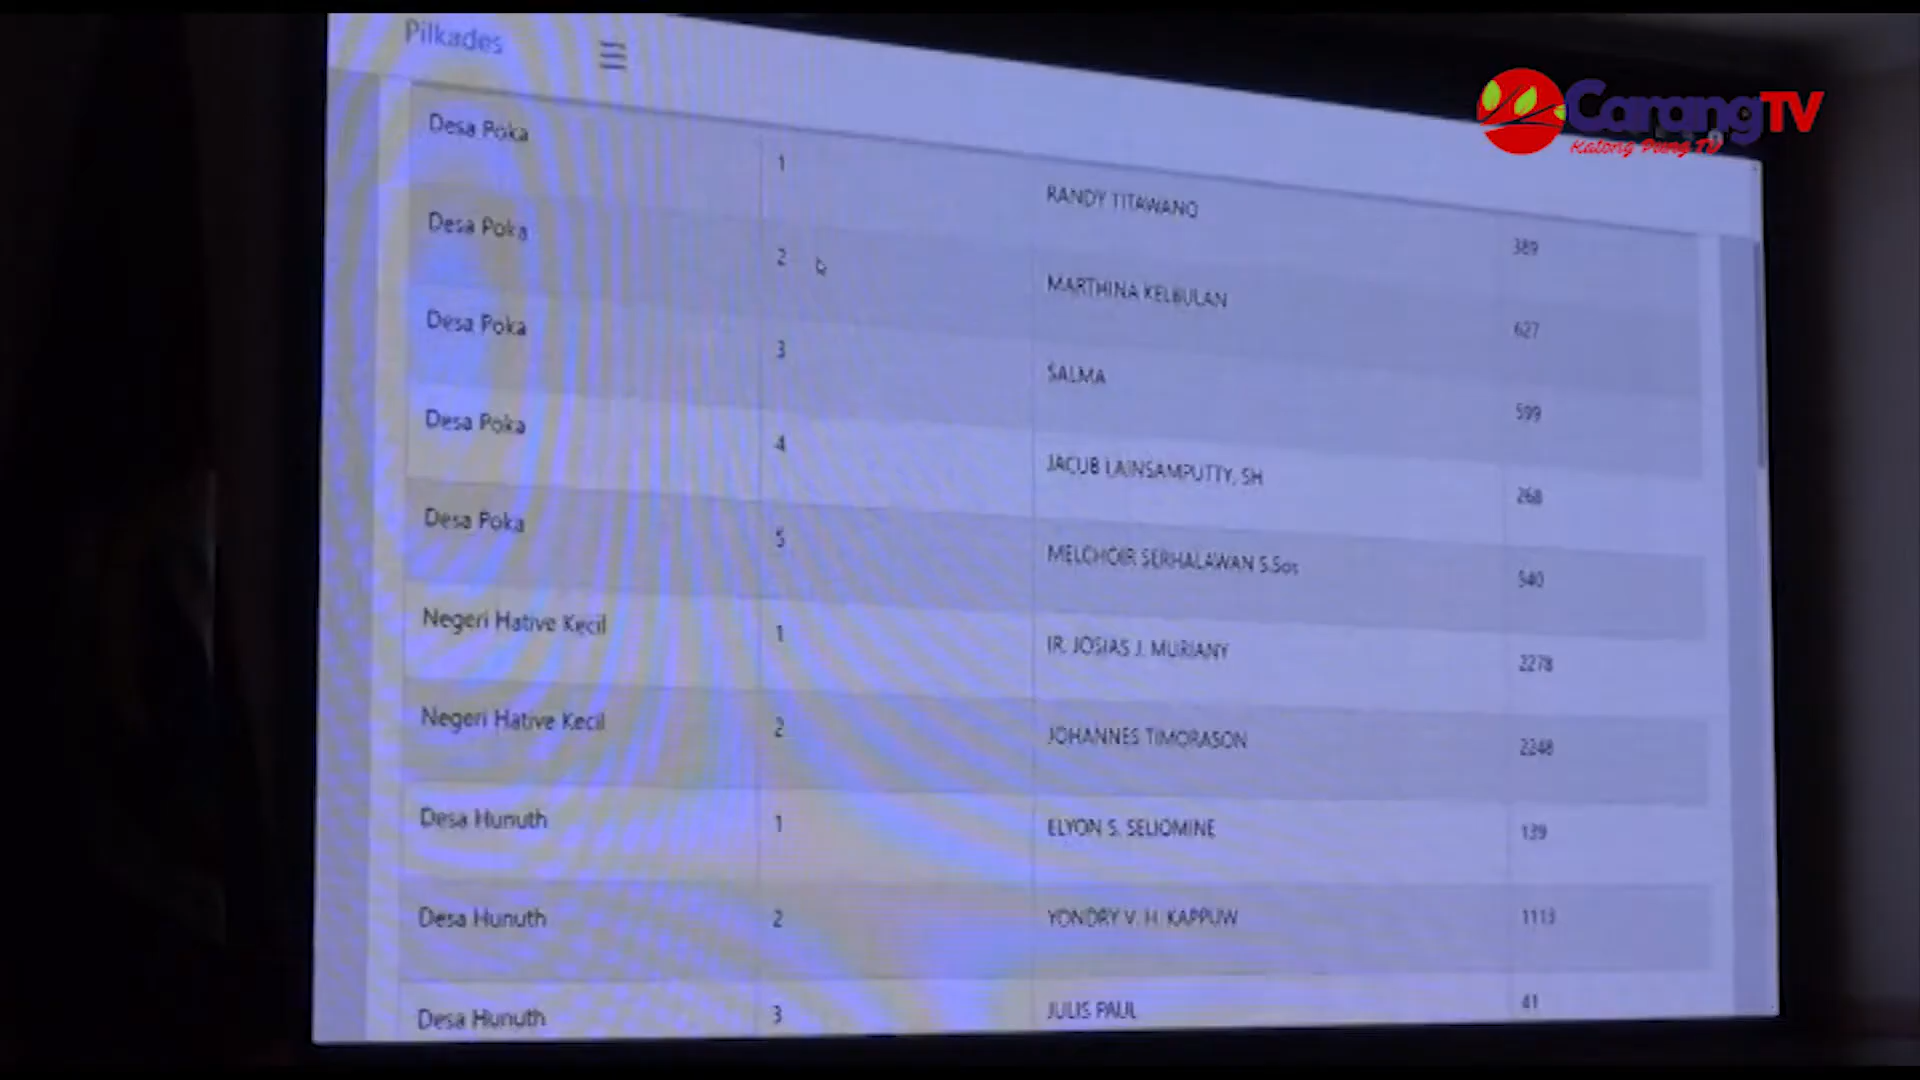 Pilkades
CarangTV
Katong Pung TV
Desa Poka 1 RANDY TITAWANO 389
Desa Poka 2 MARTHINA KELBULAN 627
Desa Poka 3 SALMA 599
Desa Poka 4 JACUB LAINSAMPUTTY, SH 268
Desa Poka 5 MELCHOIR SERHALAWAN S.Sos 540
Negeri Hative Kecil 1 IR. JOSIAS J. MURIANY 2278
Negeri Hative Kecil 2 JOHANNES TIMORASON 2248
Desa Hunuth 1 ELYON S. SELIOMINE 139
Desa Hunuth 2 YONDRY V. H. KAPPUW 1113
Desa Hunuth 3 JULIS PAUL 41